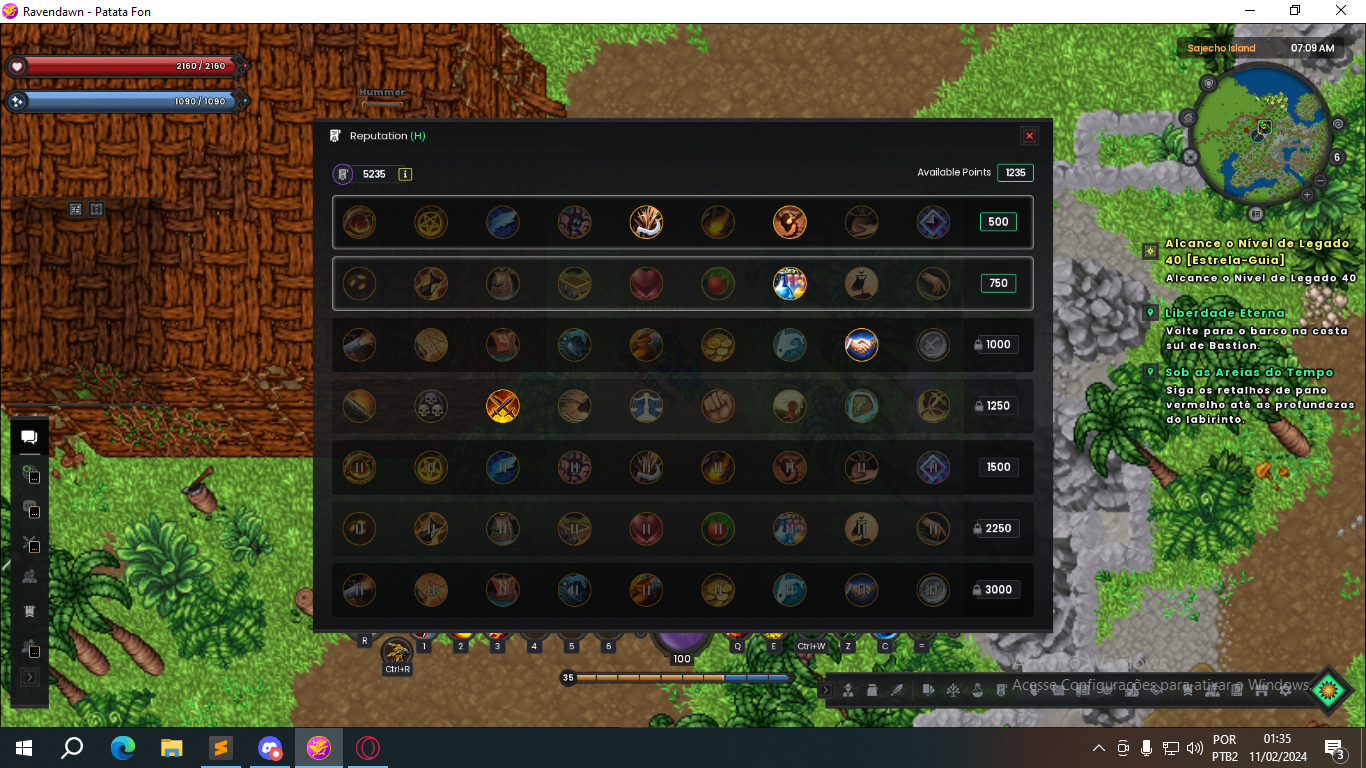 Ravendawn - Patata Fon
2160 / 2160
1090 / 1090
Hummer
Sajecho Island
07:09 AM
6
Reputation (H)
5235
i
Available Points
1235
500
750
1000
1250
1500
2250
3000
Alcance o Nível de Legado
40 [Estrela-Guia]
Alcance o Nível de Legado 40
Liberdade Eterna
Volte para o barco na costa
sul de Bastion.
Sob as Areias do Tempo
Siga os retalhos de pano
vermelho até as profundezas
do labirinto.
R
Ctrl+R
1
2
3
4
5
6
100
Q
E
Ctrl+W
Z
C
=
35
Acesse Configurações para ativar o Windows.
POR
PTB2
01:35
11/02/2024
3